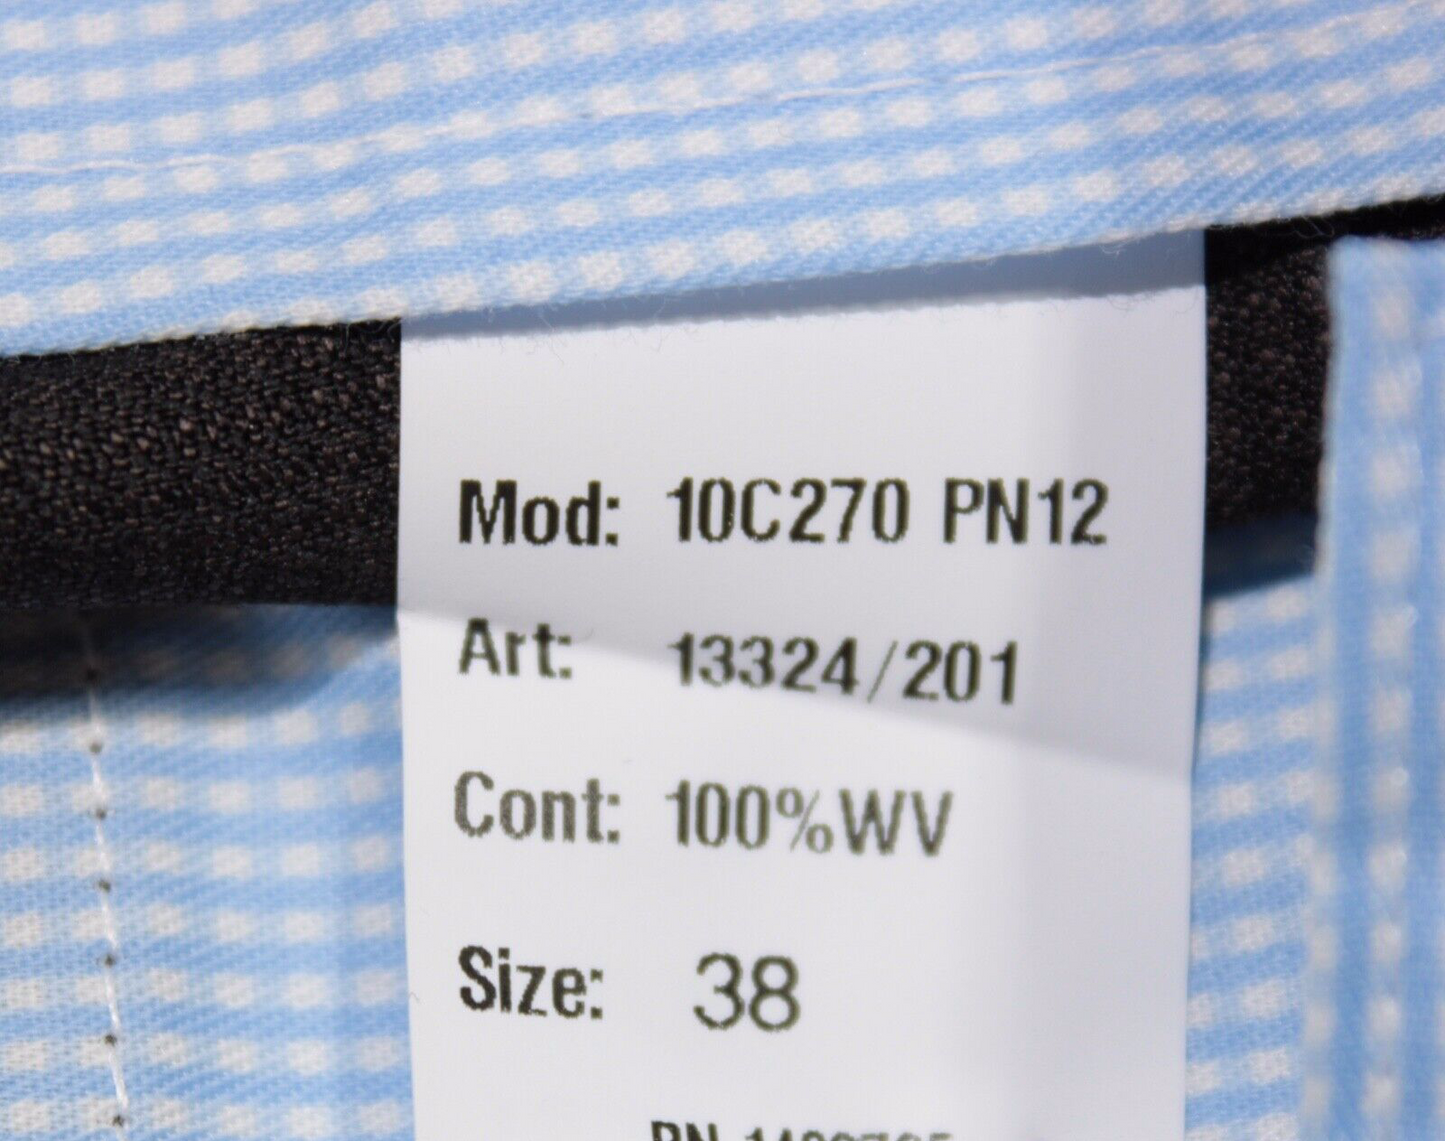 Mod: 10C270 PN12
Art: 13324/201
Cont: 100%WV
Size: 38